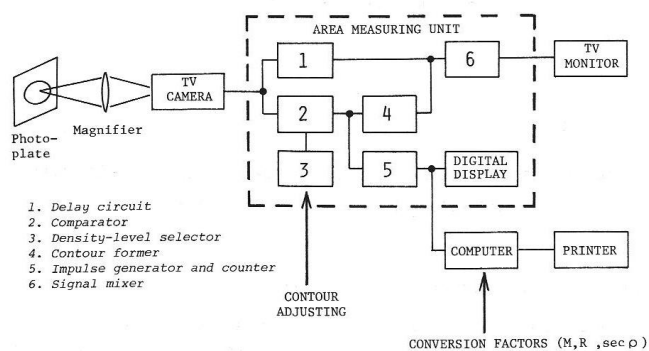 AREA MEASURING UNIT
1
6
TV
MONITOR
TV
CAMERA
2
4
Photo-
plate
Magnifier
3
5
DIGITAL
DISPLAY
1. Delay circuit
2. Comparator
3. Density-level selector
4. Contour former
5. Impulse generator and counter
6. Signal mixer
COMPUTER
PRINTER
CONTOUR
ADJUSTING
CONVERSION FACTORS (M,R ,sec ρ)